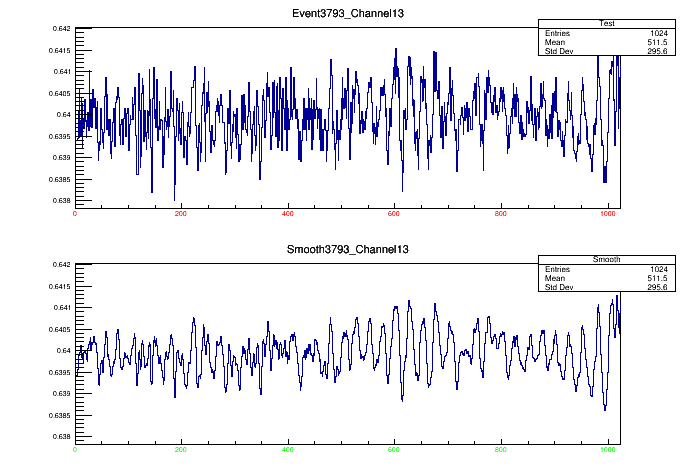 Event3793_Channel13
Test
Entries 1024
Mean 511.5
Std Dev 295.6
0.642
0.6415
0.641
0.6405
0.64
0.6395
0.639
0.6385
0.638
0 200 400 600 800 1000
Smooth3793_Channel13
Smooth
Entries 1024
Mean 511.5
Std Dev 295.6
0.642
0.6415
0.641
0.6405
0.64
0.6395
0.639
0.6385
0.638
0 200 400 600 800 1000